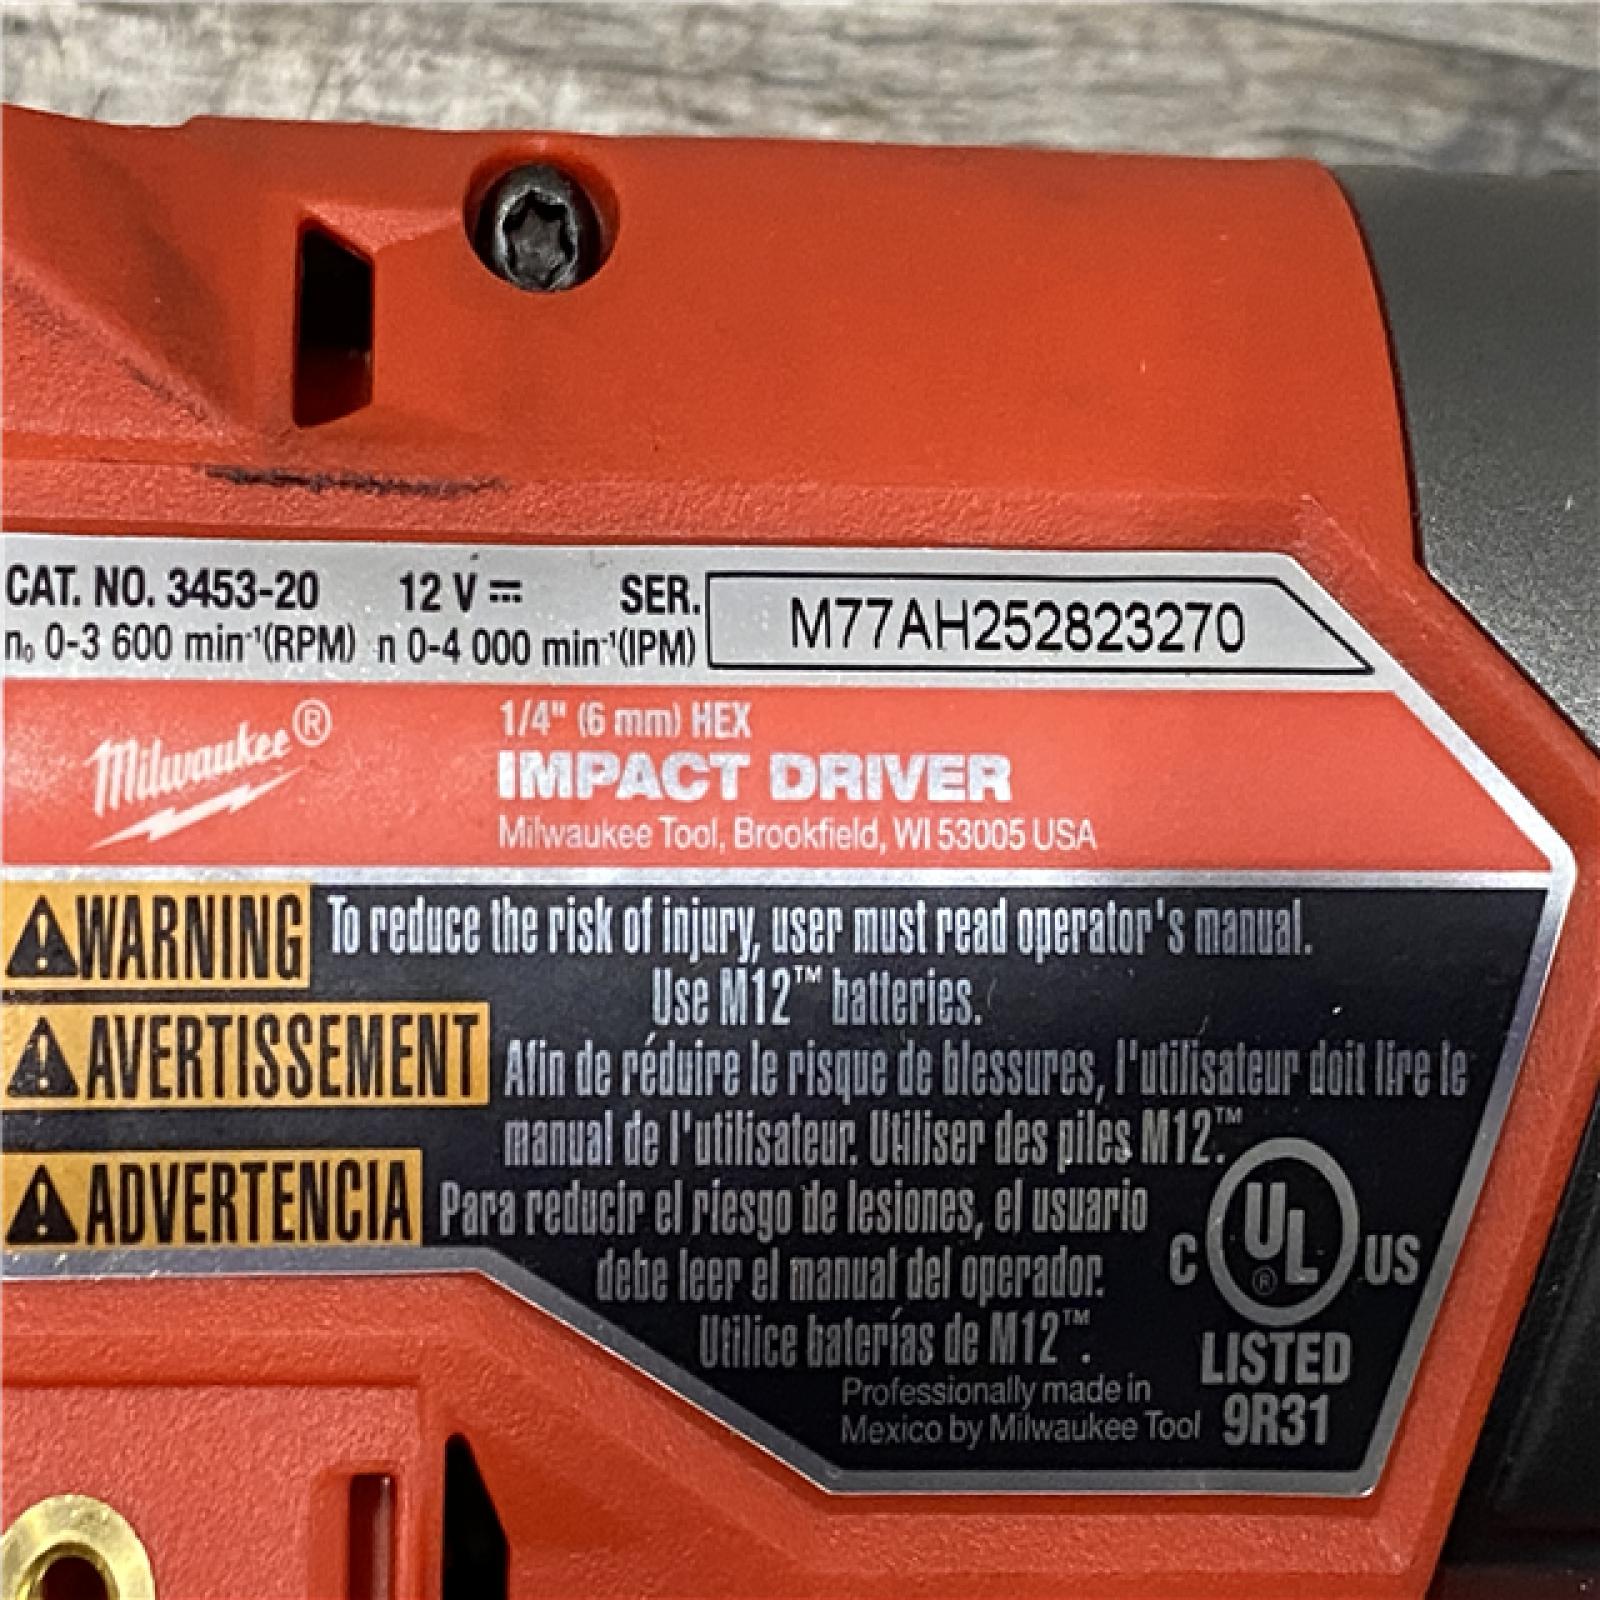 CAT. NO. 3453-20 12 V ⎓ SER. M77AH252823270
n₀ 0-3 600 min⁻¹(RPM) n 0-4 000 min⁻¹(IPM)
Milwaukee®
1/4" (6 mm) HEX
IMPACT DRIVER
Milwaukee Tool, Brookfield, WI 53005 USA
WARNING To reduce the risk of injury, user must read operator's manual.
Use M12™ batteries.
AVERTISSEMENT Afin de réduire le risque de blessures, l'utilisateur doit lire le
manual de l'utilisateur. Utiliser des piles M12™.
ADVERTENCIA Para reducir el riesgo de lesiones, el usuario
debe leer el manual del operador.
Utilice baterías de M12™.
Professionally made in
Mexico by Milwaukee Tool
C UL® US
LISTED
9R31